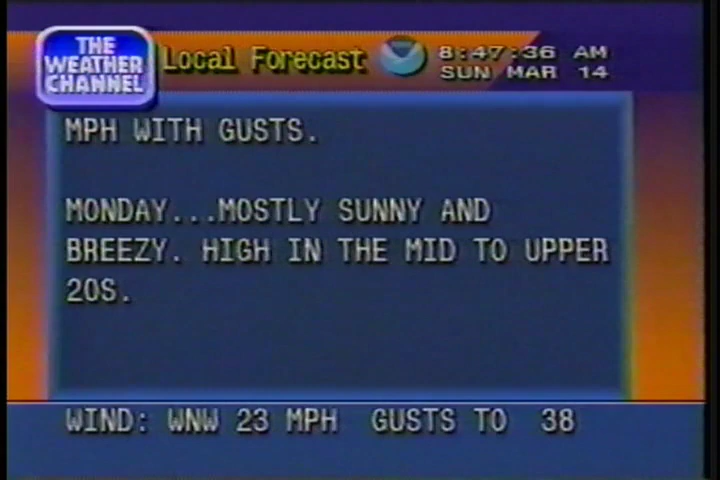 THE
WEATHER
CHANNEL
Local Forecast
8:47:36 AM
SUN MAR 14
MPH WITH GUSTS.
MONDAY...MOSTLY SUNNY AND
BREEZY. HIGH IN THE MID TO UPPER
20S.
WIND: WNW 23 MPH GUSTS TO 38